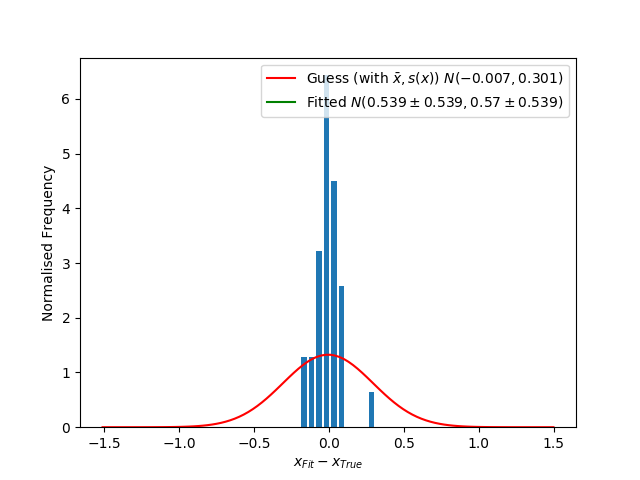 Guess (with x̄, s(x)) N(−0.007, 0.301)
Fitted N(0.539 ± 0.539, 0.57 ± 0.539)
Normalised Frequency
6
5
4
3
2
1
0
−1.5 −1.0 −0.5 0.0 0.5 1.0 1.5
x_Fit − x_True